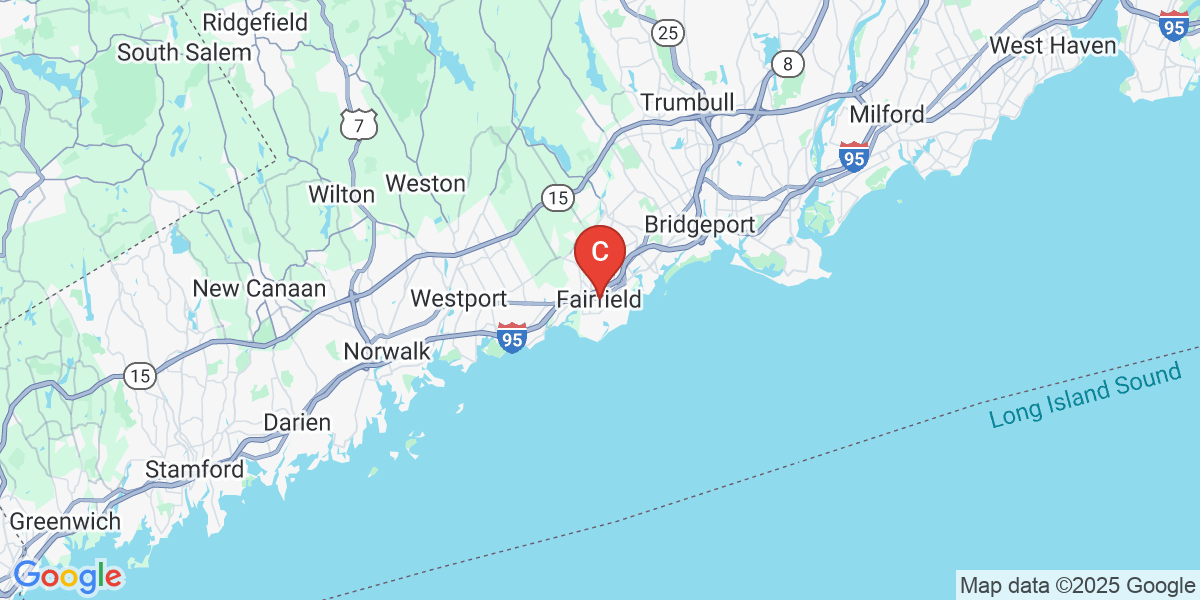 Ridgefield
25
95
West Haven
South Salem
8
Trumbull
Milford
7
95
Weston
Wilton
15
Bridgeport
C
New Canaan
Westport
Fairfield
95
Norwalk
15
Long Island Sound
Darien
Stamford
Greenwich
Google
Map data ©2025 Google